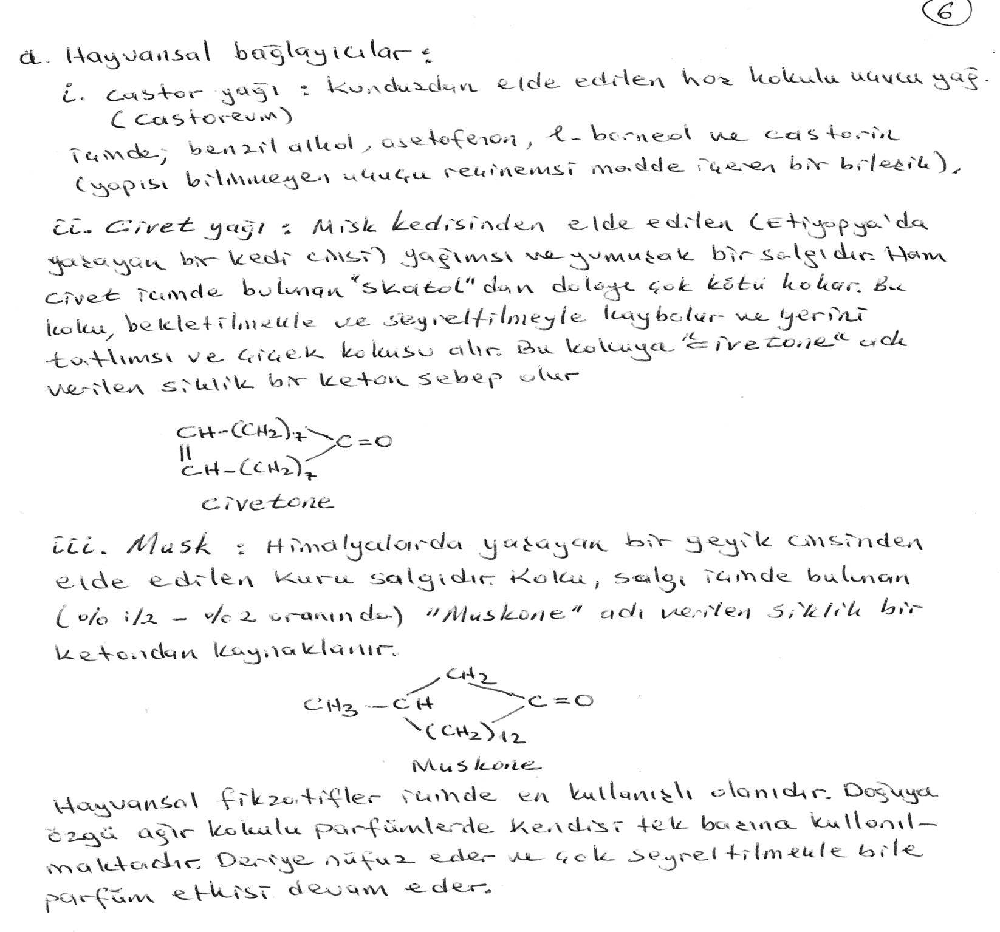 6
a. Hayvansal bağlayıcılar :
i. Castor yağı : Kunduzdan elde edilen hoş kokulu uçucu yağ.
(Castoreum)
içinde; benzil alkol, asetofenon, l-borneol ve castorin
(yapısı bilinmeyen uçucu reçinemsi madde içeren bir bileşik).
ii. Civet yağı : Misk kedisinden elde edilen (Etiyopya'da
yaşayan bir kedi cinsi) yağımsı ve yumuşak bir salgıdır. Ham
civet içinde bulunan "skatol" dan dolayı çok kötü kokar. Bu
koku, bekletilmekle ve seyreltilmeyle kaybolur ve yerini
tatlımsı ve çiçek kokusu alır. Bu kokuya "Civetone" adı
verilen siklik bir keton sebep olur
CH-(CH2)7
C=O
||
CH-(CH2)7
Civetone
iii. Musk : Himalyalarda yaşayan bir geyik cinsinden
elde edilen kuru salgıdır. Koku, salgı içinde bulunan
(%1/2 - %2 oranında) "Muskone" adı verilen siklik bir
ketondan kaynaklanır.
CH2
CH3-CH C=O
(CH2)12
Muskone
Hayvansal fikzatifler içinde en kullanışlı olanıdır. Doğuya
özgü ağır kokulu parfümlerde kendisi tek başına kullanıl-
maktadır. Deriye nüfuz eder ve çok seyreltilmekle bile
parfüm etkisi devam eder.